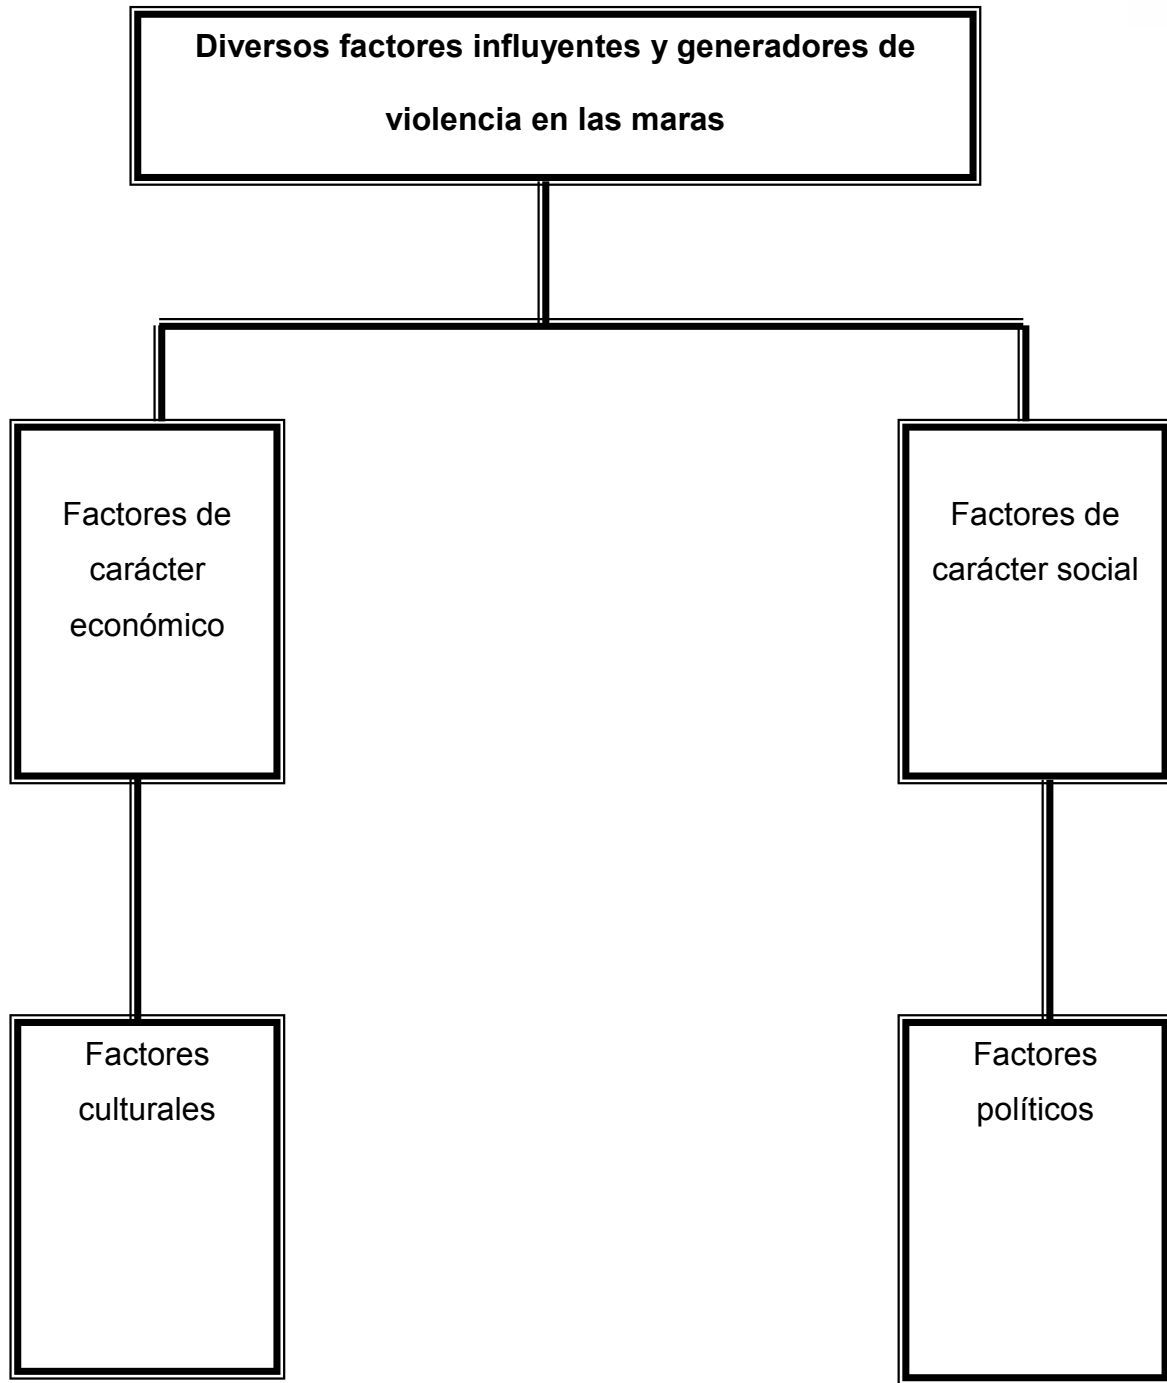 Diversos factores influyentes y generadores de
violencia en las maras
Factores de
carácter
económico
Factores de
carácter social
Factores
culturales
Factores
políticos